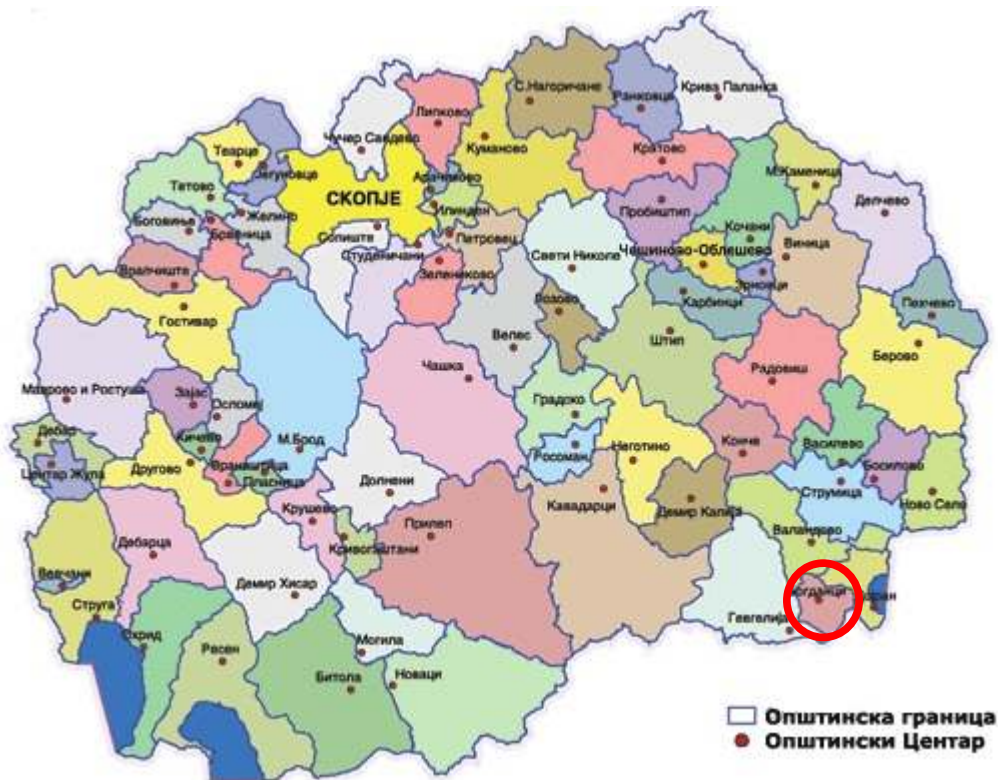 Крива Паланка
С.Нагоричане
Ранковце
Липково
Чучер Сандево
Куманово
Кратово
Теарце
Јегуновце
М.Каменица
Арачиново
Тетово
СКОПЈЕ
Илинден
Пробиштип
Делчево
Боговиње
Желино
Брвеница
Сопиште
Петровец
Кочани
Студеничани
Свети Николе
Чешиново-Облешево
Виница
Врапчиште
Зелениково
Зрновци
Лозово
Карбинци
Пехчево
Гостивар
Велес
Штип
Берово
Чашка
Радовиш
Маврово и Ростуша
Зајас
Осломеј
Градско
Дебар
Кичево
М.Брод
Росоман
Неготино
Конче
Василево
Центар Жупа
Другово
Вранештица
Пласница
Долнени
Босилово
Струмица
Ново Село
Крушево
Прилеп
Кавадарци
Демир Капија
Дебарца
Кривогаштани
Валандово
Вевчани
Демир Хисар
Струга
Гевгелија
Охрид
Ресен
Могила
Битола
Новаци
Општинска граница
Општински Центар